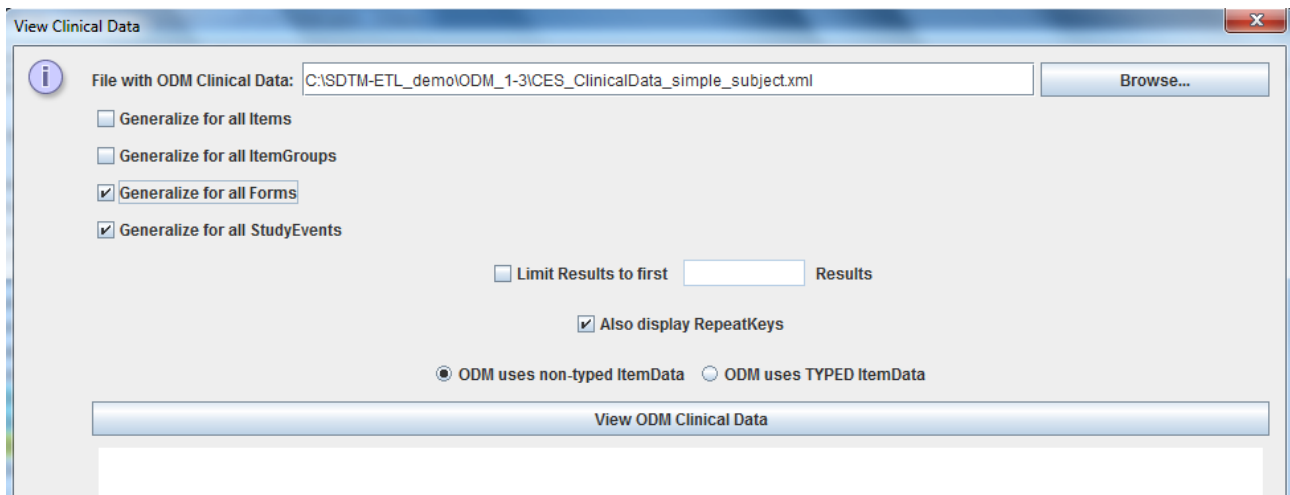 View Clinical Data
File with ODM Clinical Data: C:\SDTM-ETL_demo\ODM_1-3\CES_ClinicalData_simple_subject.xml Browse...
Generalize for all Items
Generalize for all ItemGroups
Generalize for all Forms
Generalize for all StudyEvents
Limit Results to first Results
Also display RepeatKeys
ODM uses non-typed ItemData ODM uses TYPED ItemData
View ODM Clinical Data